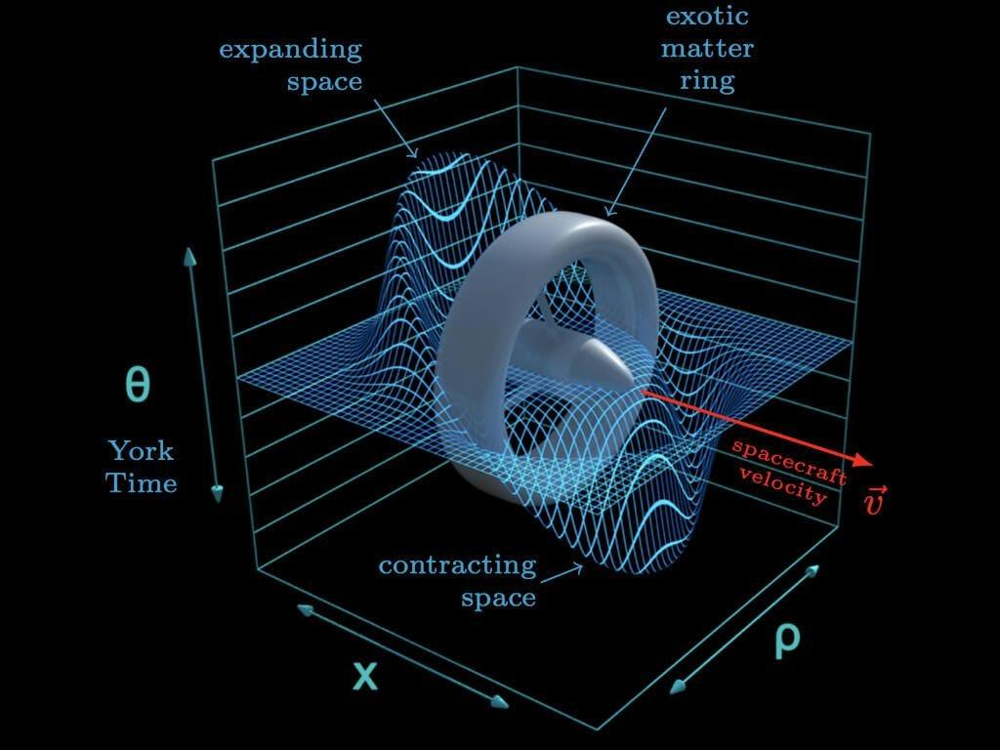 exotic
matter
ring
expanding
space
θ
York
Time
spacecraft
velocity
v⃗
contracting
space
x
ρ